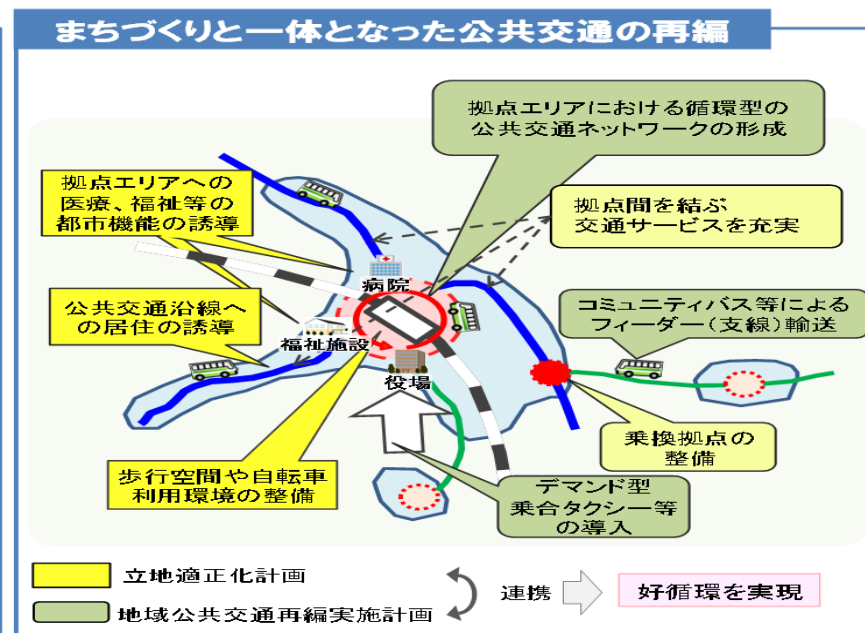 まちづくりと一体となった公共交通の再編
拠点エリアにおける循環型の
公共交通ネットワークの形成
拠点エリアへの
医療、福祉等の
都市機能の誘導
拠点間を結ぶ
交通サービスを充実
病院
公共交通沿線へ
の居住の誘導
コミュニティバス等による
フィーダー(支線)輸送
福祉施設
役場
乗換拠点の
整備
歩行空間や自転車
利用環境の整備
デマンド型
乗合タクシー等
の導入
立地適正化計画
連携
好循環を実現
地域公共交通再編実施計画